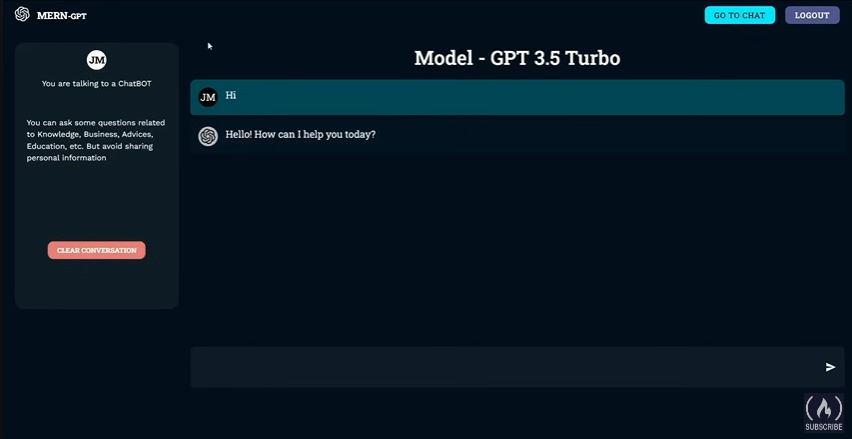 MERN-GPT
GO TO CHAT
LOGOUT
JM
You are talking to a ChatBOT
You can ask some questions related
to Knowledge, Business, Advices,
Education, etc. But avoid sharing
personal information
CLEAR CONVERSATION
Model - GPT 3.5 Turbo
JM
Hi
Hello! How can I help you today?
SUBSCRIBE